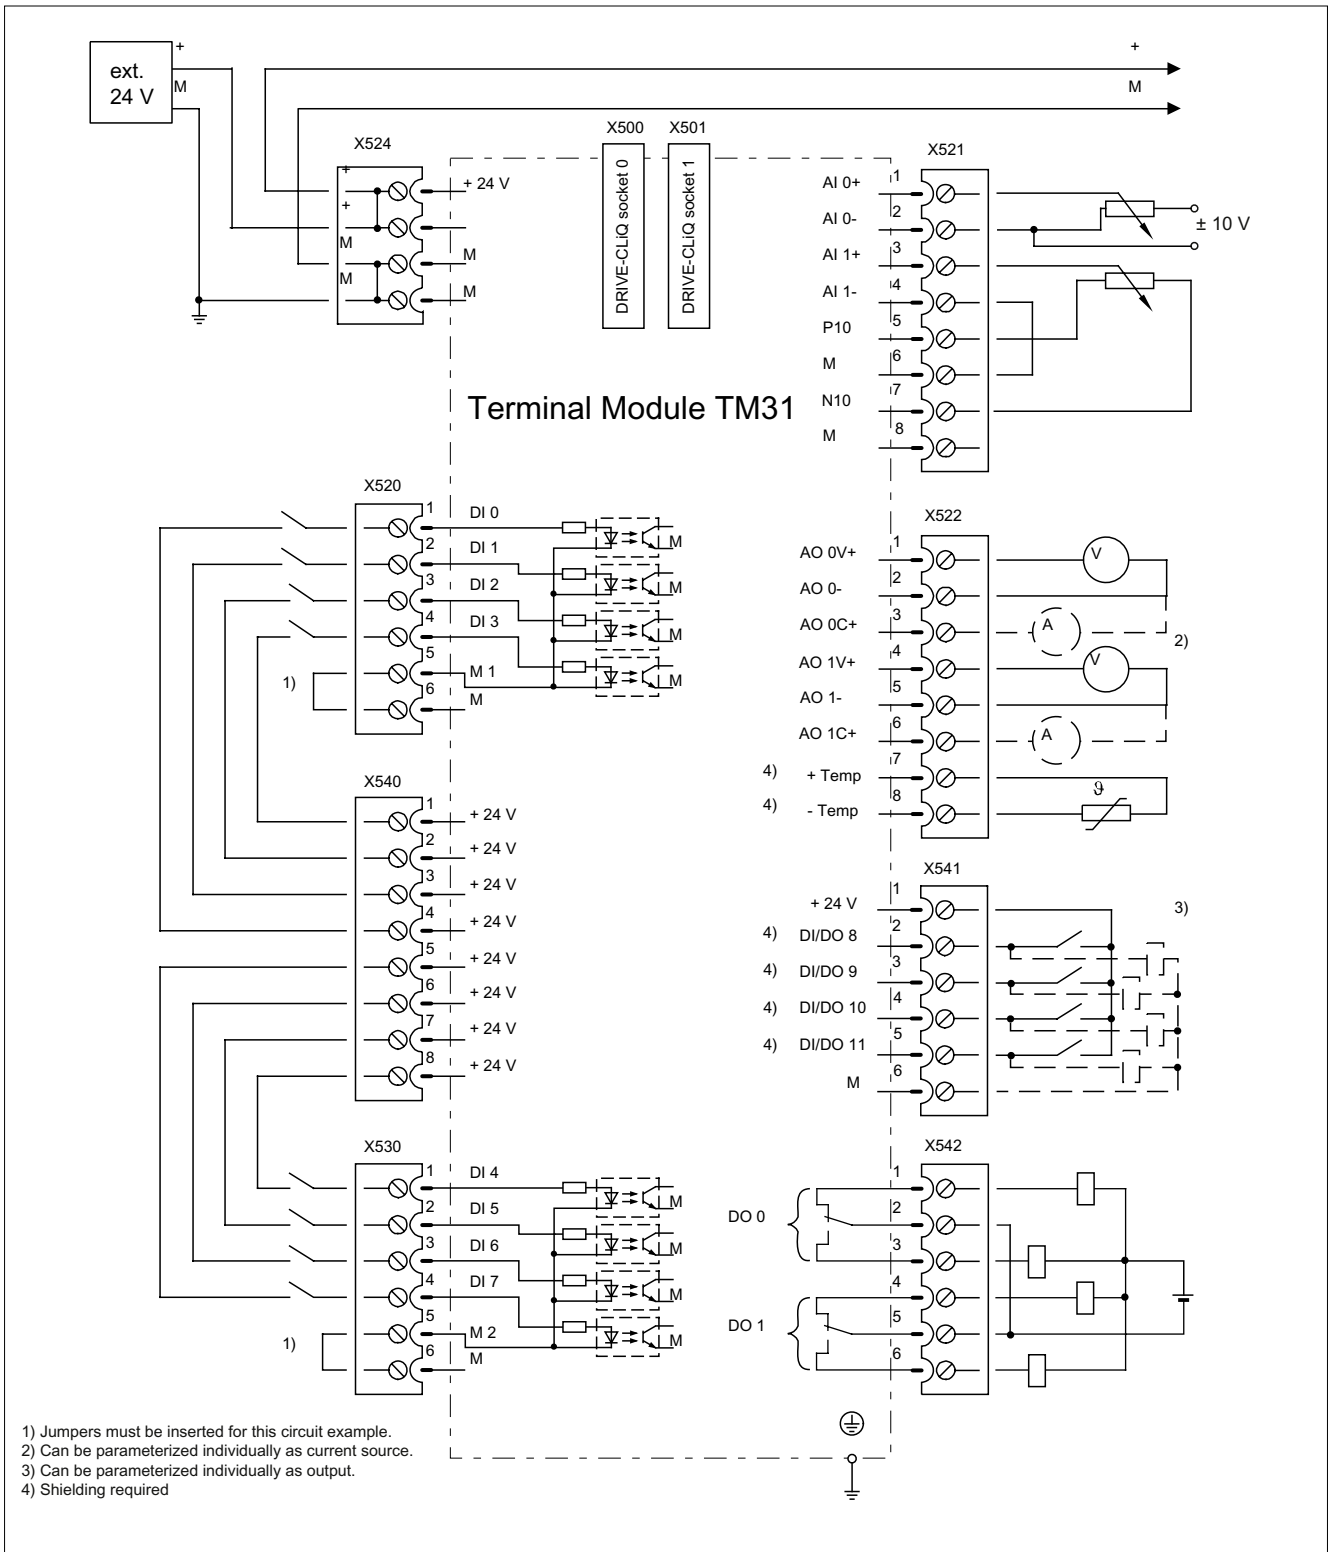 ext.
24 V
+
M
+
M
X524
+
+
M
M
+ 24 V
M
M
X500
X501
DRIVE-CLiQ socket 0
DRIVE-CLiQ socket 1
Terminal Module TM31
X521
AI 0+ 1
AI 0- 2
AI 1+ 3
AI 1- 4
P10 5
M 6
N10 7
M 8
± 10 V
X520
1 DI 0
2 DI 1
3 DI 2
4 DI 3
5 M 1
6 M
1)
M
M
M
M
X522
AO 0V+ 1
AO 0- 2
AO 0C+ 3
AO 1V+ 4
AO 1- 5
AO 1C+ 6
4) + Temp 7
4) - Temp 8
V
A
2)
V
A
ϑ
X540
1 + 24 V
2 + 24 V
3 + 24 V
4 + 24 V
5 + 24 V
6 + 24 V
7 + 24 V
8 + 24 V
X541
+ 24 V 1
4) DI/DO 8 2
4) DI/DO 9 3
4) DI/DO 10 4
4) DI/DO 11 5
M 6
3)
X530
1 DI 4
2 DI 5
3 DI 6
4 DI 7
5 M 2
6 M
1)
M
M
M
M
X542
DO 0
DO 1
1
2
3
4
5
6
1) Jumpers must be inserted for this circuit example.
2) Can be parameterized individually as current source.
3) Can be parameterized individually as output.
4) Shielding required